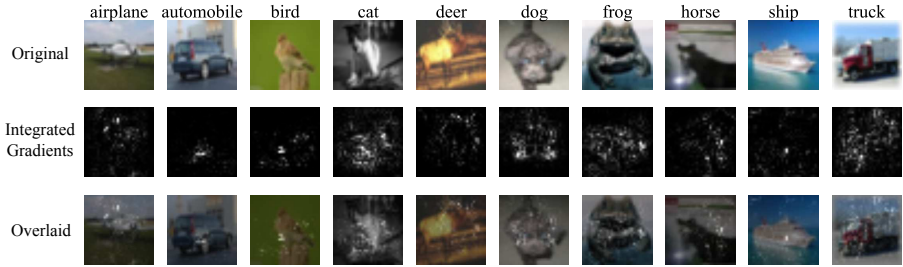 airplane automobile bird cat deer dog frog horse ship truck
Original
Integrated
Gradients
Overlaid